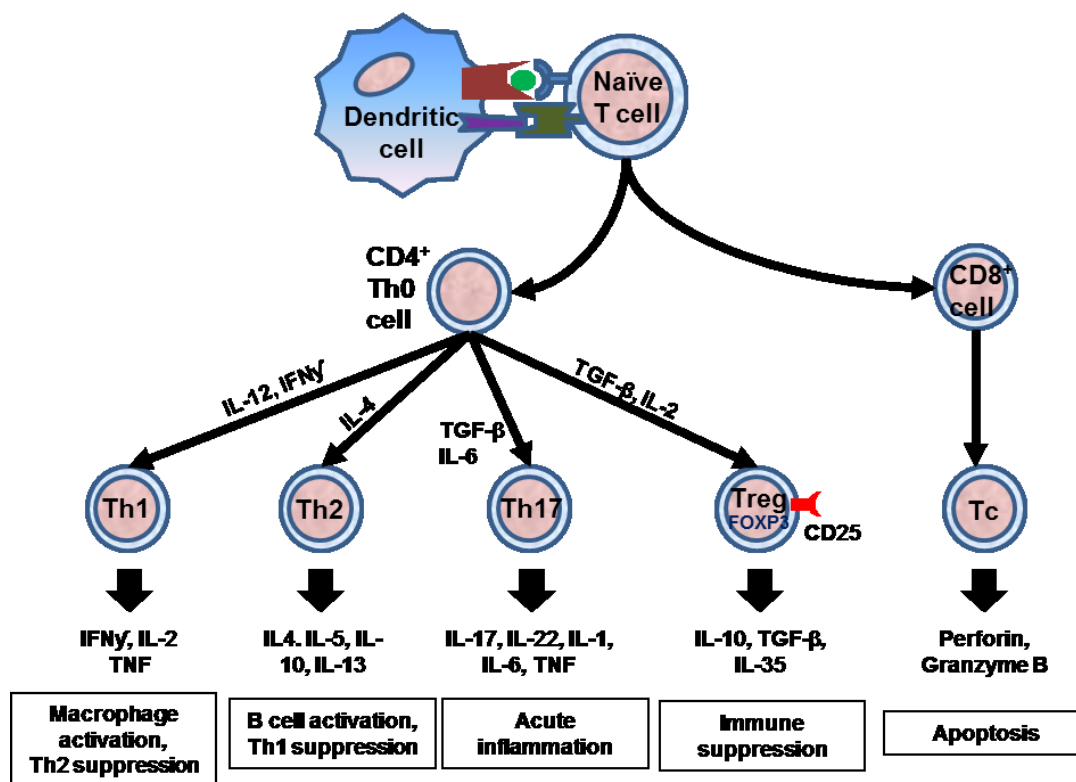 Dendritic
cell
Naïve
T cell
CD4⁺
Th0
cell
CD8⁺
cell
IL-12, IFNγ
IL-4
TGF-β
IL-6
TGF-β, IL-2
Th1
Th2
Th17
Treg
FOXP3
CD25
Tc
IFNγ, IL-2
TNF
IL4. IL-5, IL-
10, IL-13
IL-17, IL-22, IL-1,
IL-6, TNF
IL-10, TGF-β,
IL-35
Perforin,
Granzyme B
Macrophage
activation,
Th2 suppression
B cell activation,
Th1 suppression
Acute
inflammation
Immune
suppression
Apoptosis